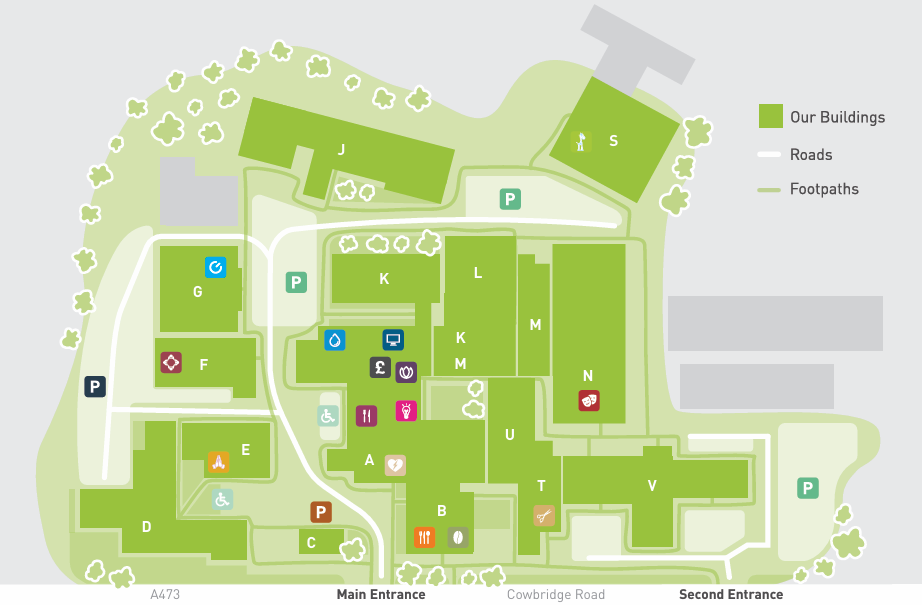 Our Buildings
Roads
Footpaths
J
S
P
G
P
K
L
K
M
M
F
£
P
N
E
A
U
D
P
C
B
T
V
P
A473
Main Entrance
Cowbridge Road
Second Entrance